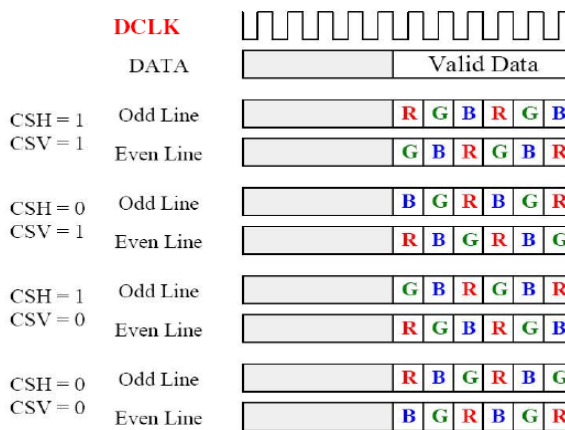 DCLK
DATA Valid Data
CSH = 1
CSV = 1
Odd Line R G B R G B
Even Line G B R G B R
CSH = 0
CSV = 1
Odd Line B G R B G R
Even Line R B G R B G
CSH = 1
CSV = 0
Odd Line G B R G B R
Even Line R G B R G B
CSH = 0
CSV = 0
Odd Line R B G R B G
Even Line B G R B G R